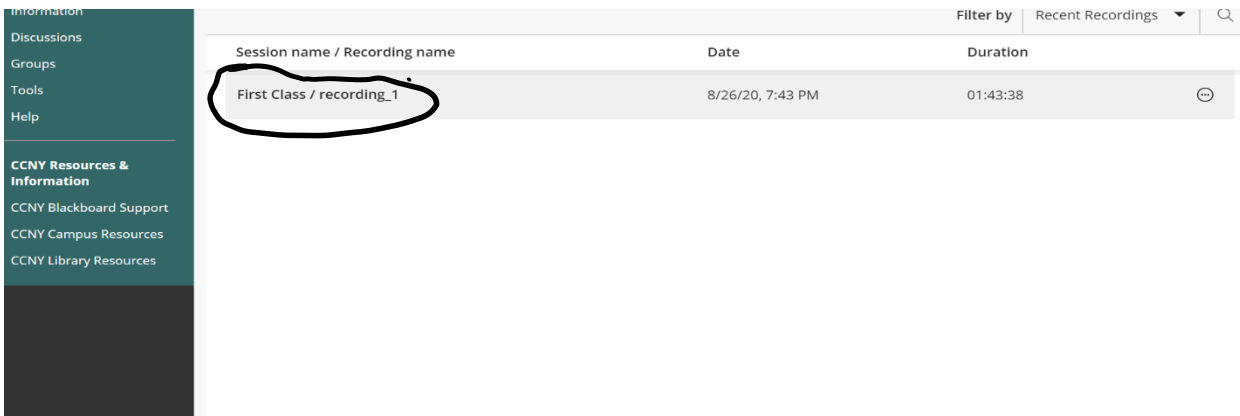 Information
Discussions
Groups
Tools
Help
CCNY Resources &
Information
CCNY Blackboard Support
CCNY Campus Resources
CCNY Library Resources
Filter by Recent Recordings
Session name / Recording name Date Duration
First Class / recording_1 8/26/20, 7:43 PM 01:43:38